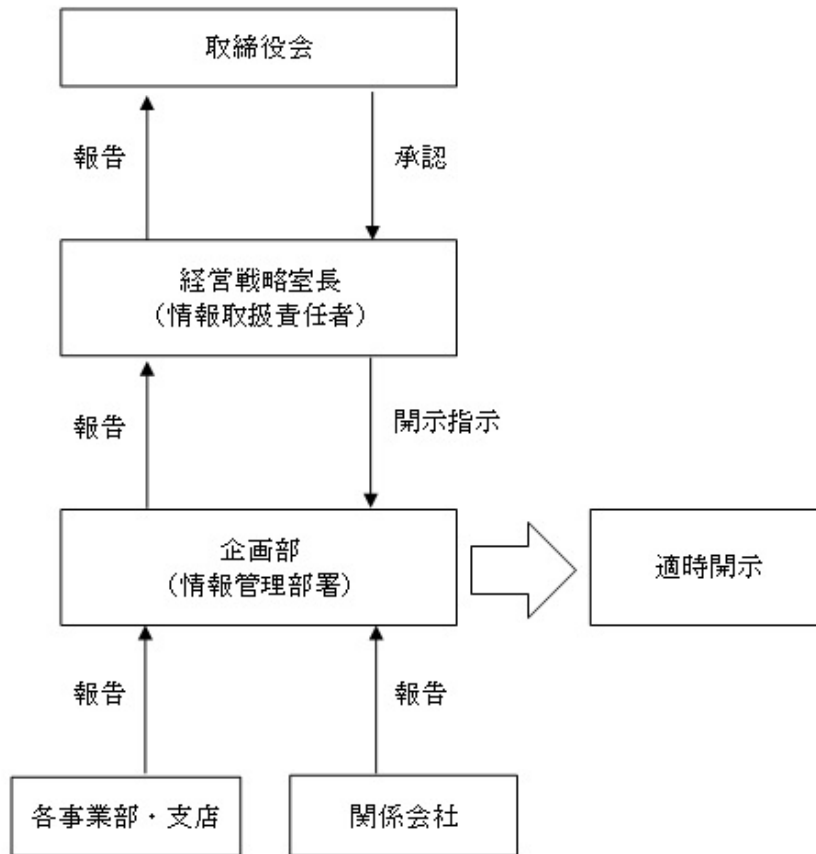 取締役会
報告
承認
経営戦略室長
（情報取扱責任者）
報告
開示指示
企画部
（情報管理部署）
適時開示
報告
報告
各事業部・支店
関係会社